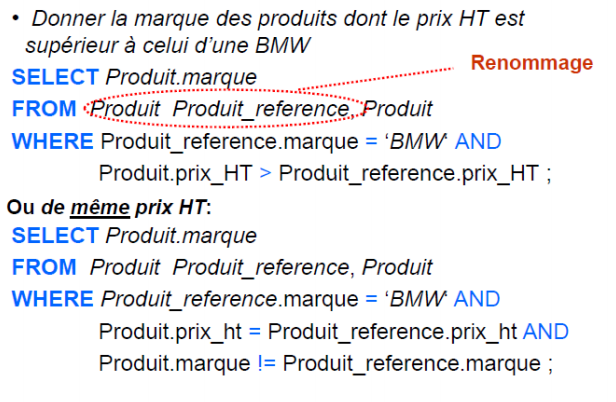 • Donner la marque des produits dont le prix HT est
supérieur à celui d’une BMW
Renommage
SELECT Produit.marque
FROM Produit Produit_reference, Produit
WHERE Produit_reference.marque = ‘BMW‘ AND
Produit.prix_HT > Produit_reference.prix_HT ;
Ou de même prix HT:
SELECT Produit.marque
FROM Produit Produit_reference, Produit
WHERE Produit_reference.marque = ‘BMW‘ AND
Produit.prix_ht = Produit_reference.prix_ht AND
Produit.marque != Produit_reference.marque ;